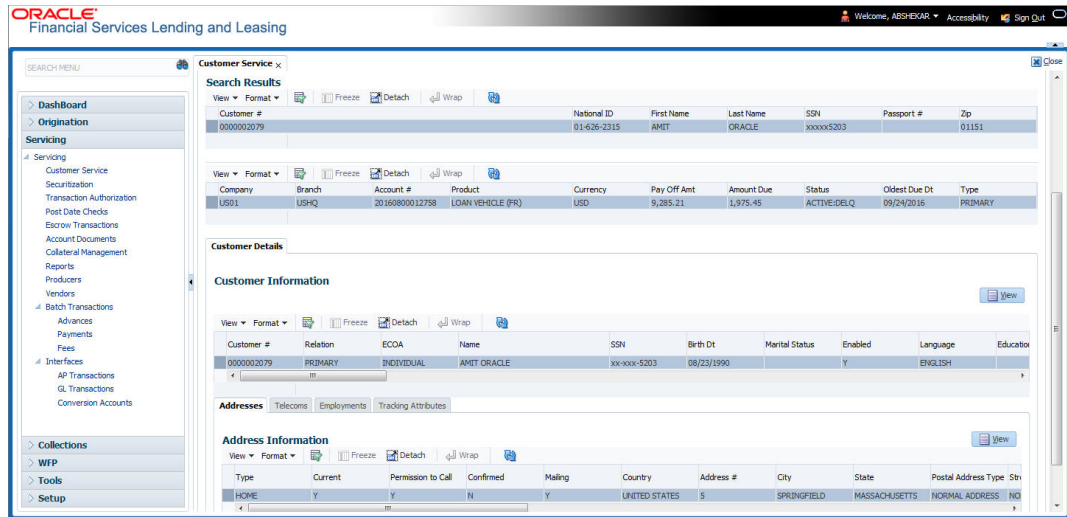 ORACLE
Financial Services Lending and Leasing
Welcome, ABSHEKAR Accessibility Sign Out
SEARCH MENU
Customer Service x
Close
DashBoard
Origination
Servicing
Servicing
Customer Service
Securitization
Transaction Authorization
Post Date Checks
Escrow Transactions
Account Documents
Collateral Management
Reports
Producers
Vendors
Batch Transactions
Advances
Payments
Fees
Interfaces
AP Transactions
GL Transactions
Conversion Accounts
Collections
WFP
Tools
Setup
Search Results
View Format Freeze Detach Wrap
Customer # National ID First Name Last Name SSN Passport # Zip
0000002079 01-626-2315 AMIT ORACLE xxxxx5203 01151
View Format Freeze Detach Wrap
Company Branch Account # Product Currency Pay Off Amt Amount Due Status Oldest Due Dt Type
US01 USHQ 20160800012758 LOAN VEHICLE (FR) USD 9,285.21 1,975.45 ACTIVE:DELQ 09/24/2016 PRIMARY
Customer Details
Customer Information
View
View Format Freeze Detach Wrap
Customer # Relation ECOA Name SSN Birth Dt Marital Status Enabled Language Education
0000002079 PRIMARY INDIVIDUAL AMIT ORACLE xx-xxx-5203 08/23/1990 Y ENGLISH
Addresses Telecoms Employments Tracking Attributes
Address Information
View
View Format Freeze Detach Wrap
Type Current Permission to Call Confirmed Mailing Country Address # City State Postal Address Type Stre
HOME Y Y N Y UNITED STATES 5 SPRINGFIELD MASSACHUSETTS NORMAL ADDRESS NO